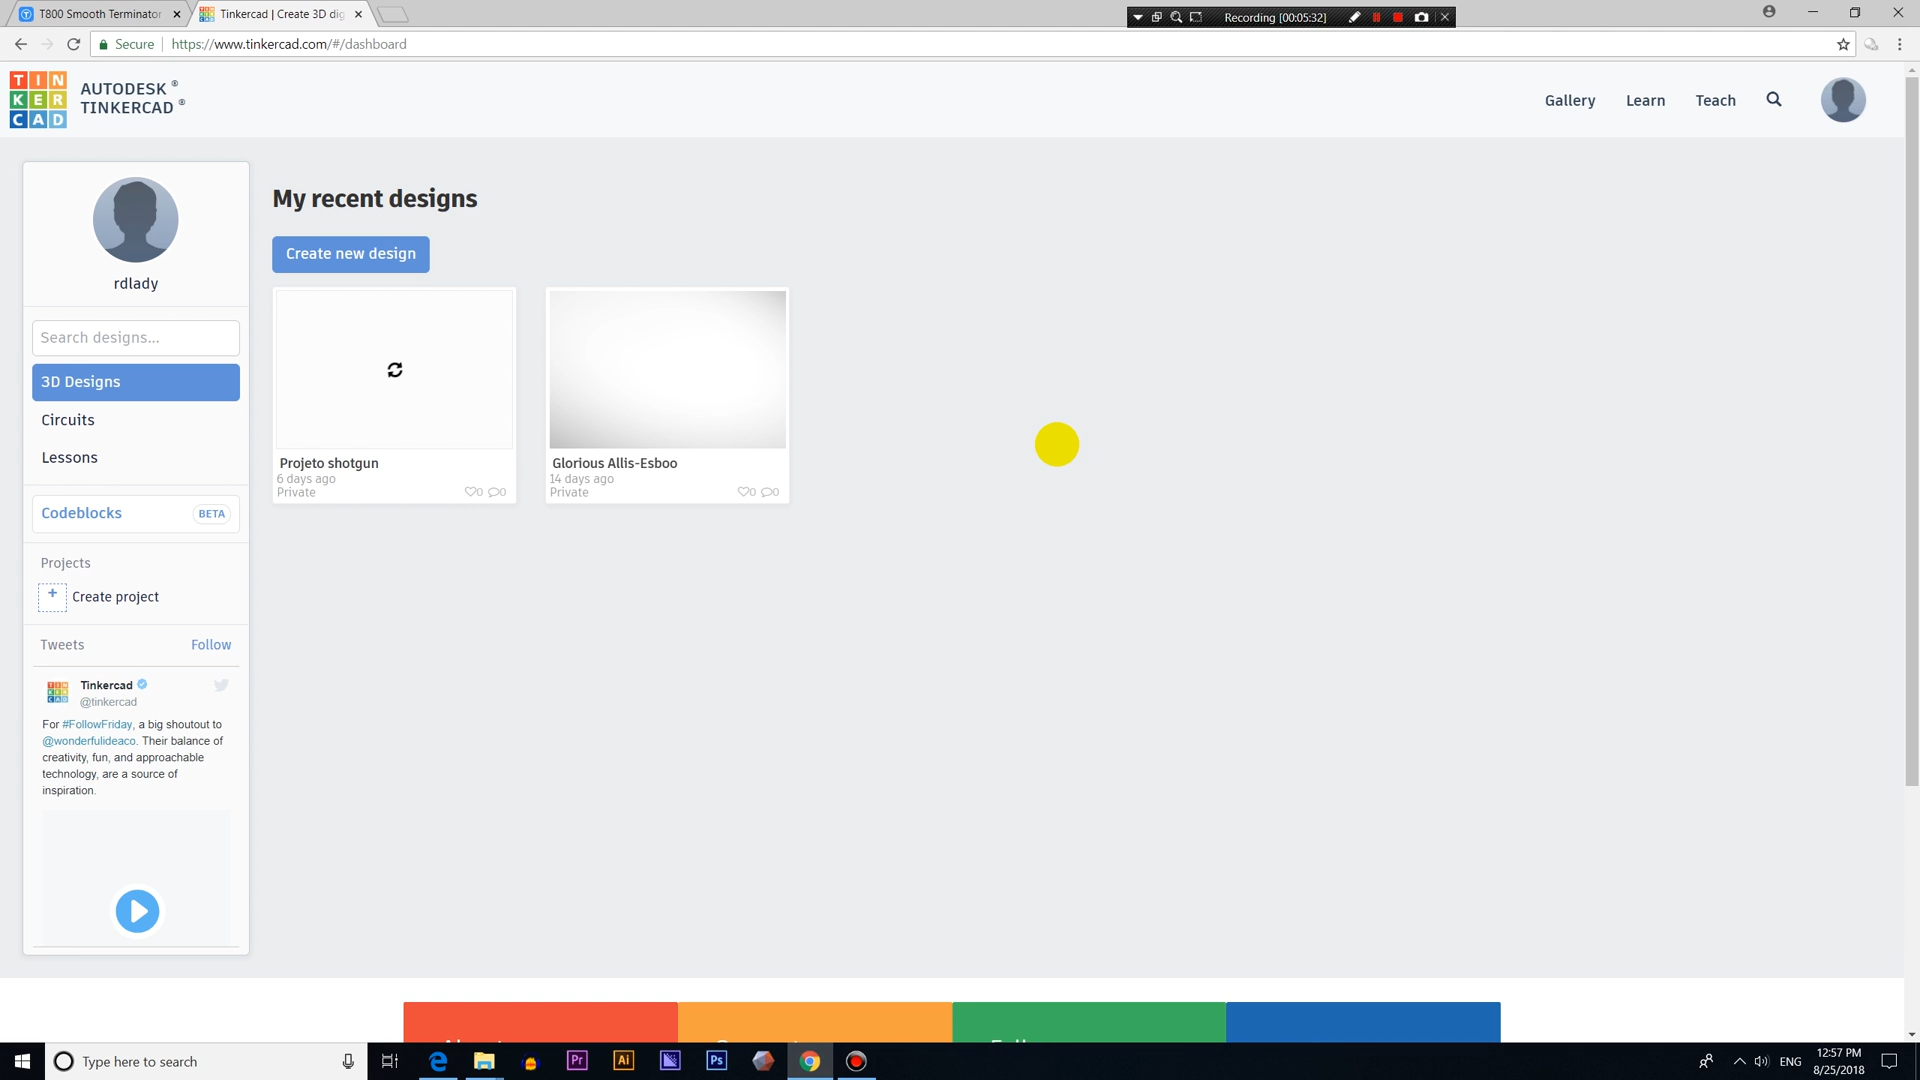 T800 Smooth Terminator
Tinkercad | Create 3D dig
Recording [00:05:32]
Secure
https://www.tinkercad.com/#/dashboard
TIN
KER
CAD
AUTODESK ®
TINKERCAD ®
Gallery
Learn
Teach
rdlady
Search designs...
3D Designs
Circuits
Lessons
Codeblocks BETA
Projects
+ Create project
Tweets Follow
Tinkercad
@tinkercad
For #FollowFriday, a big shoutout to
@wonderfulideaco. Their balance of
creativity, fun, and approachable
technology, are a source of
inspiration.
My recent designs
Create new design
Projeto shotgun
6 days ago
Private
0 0
Glorious Allis-Esboo
14 days ago
Private
0 0
Type here to search
Pr
Ai
Ps
ENG
12:57 PM
8/25/2018